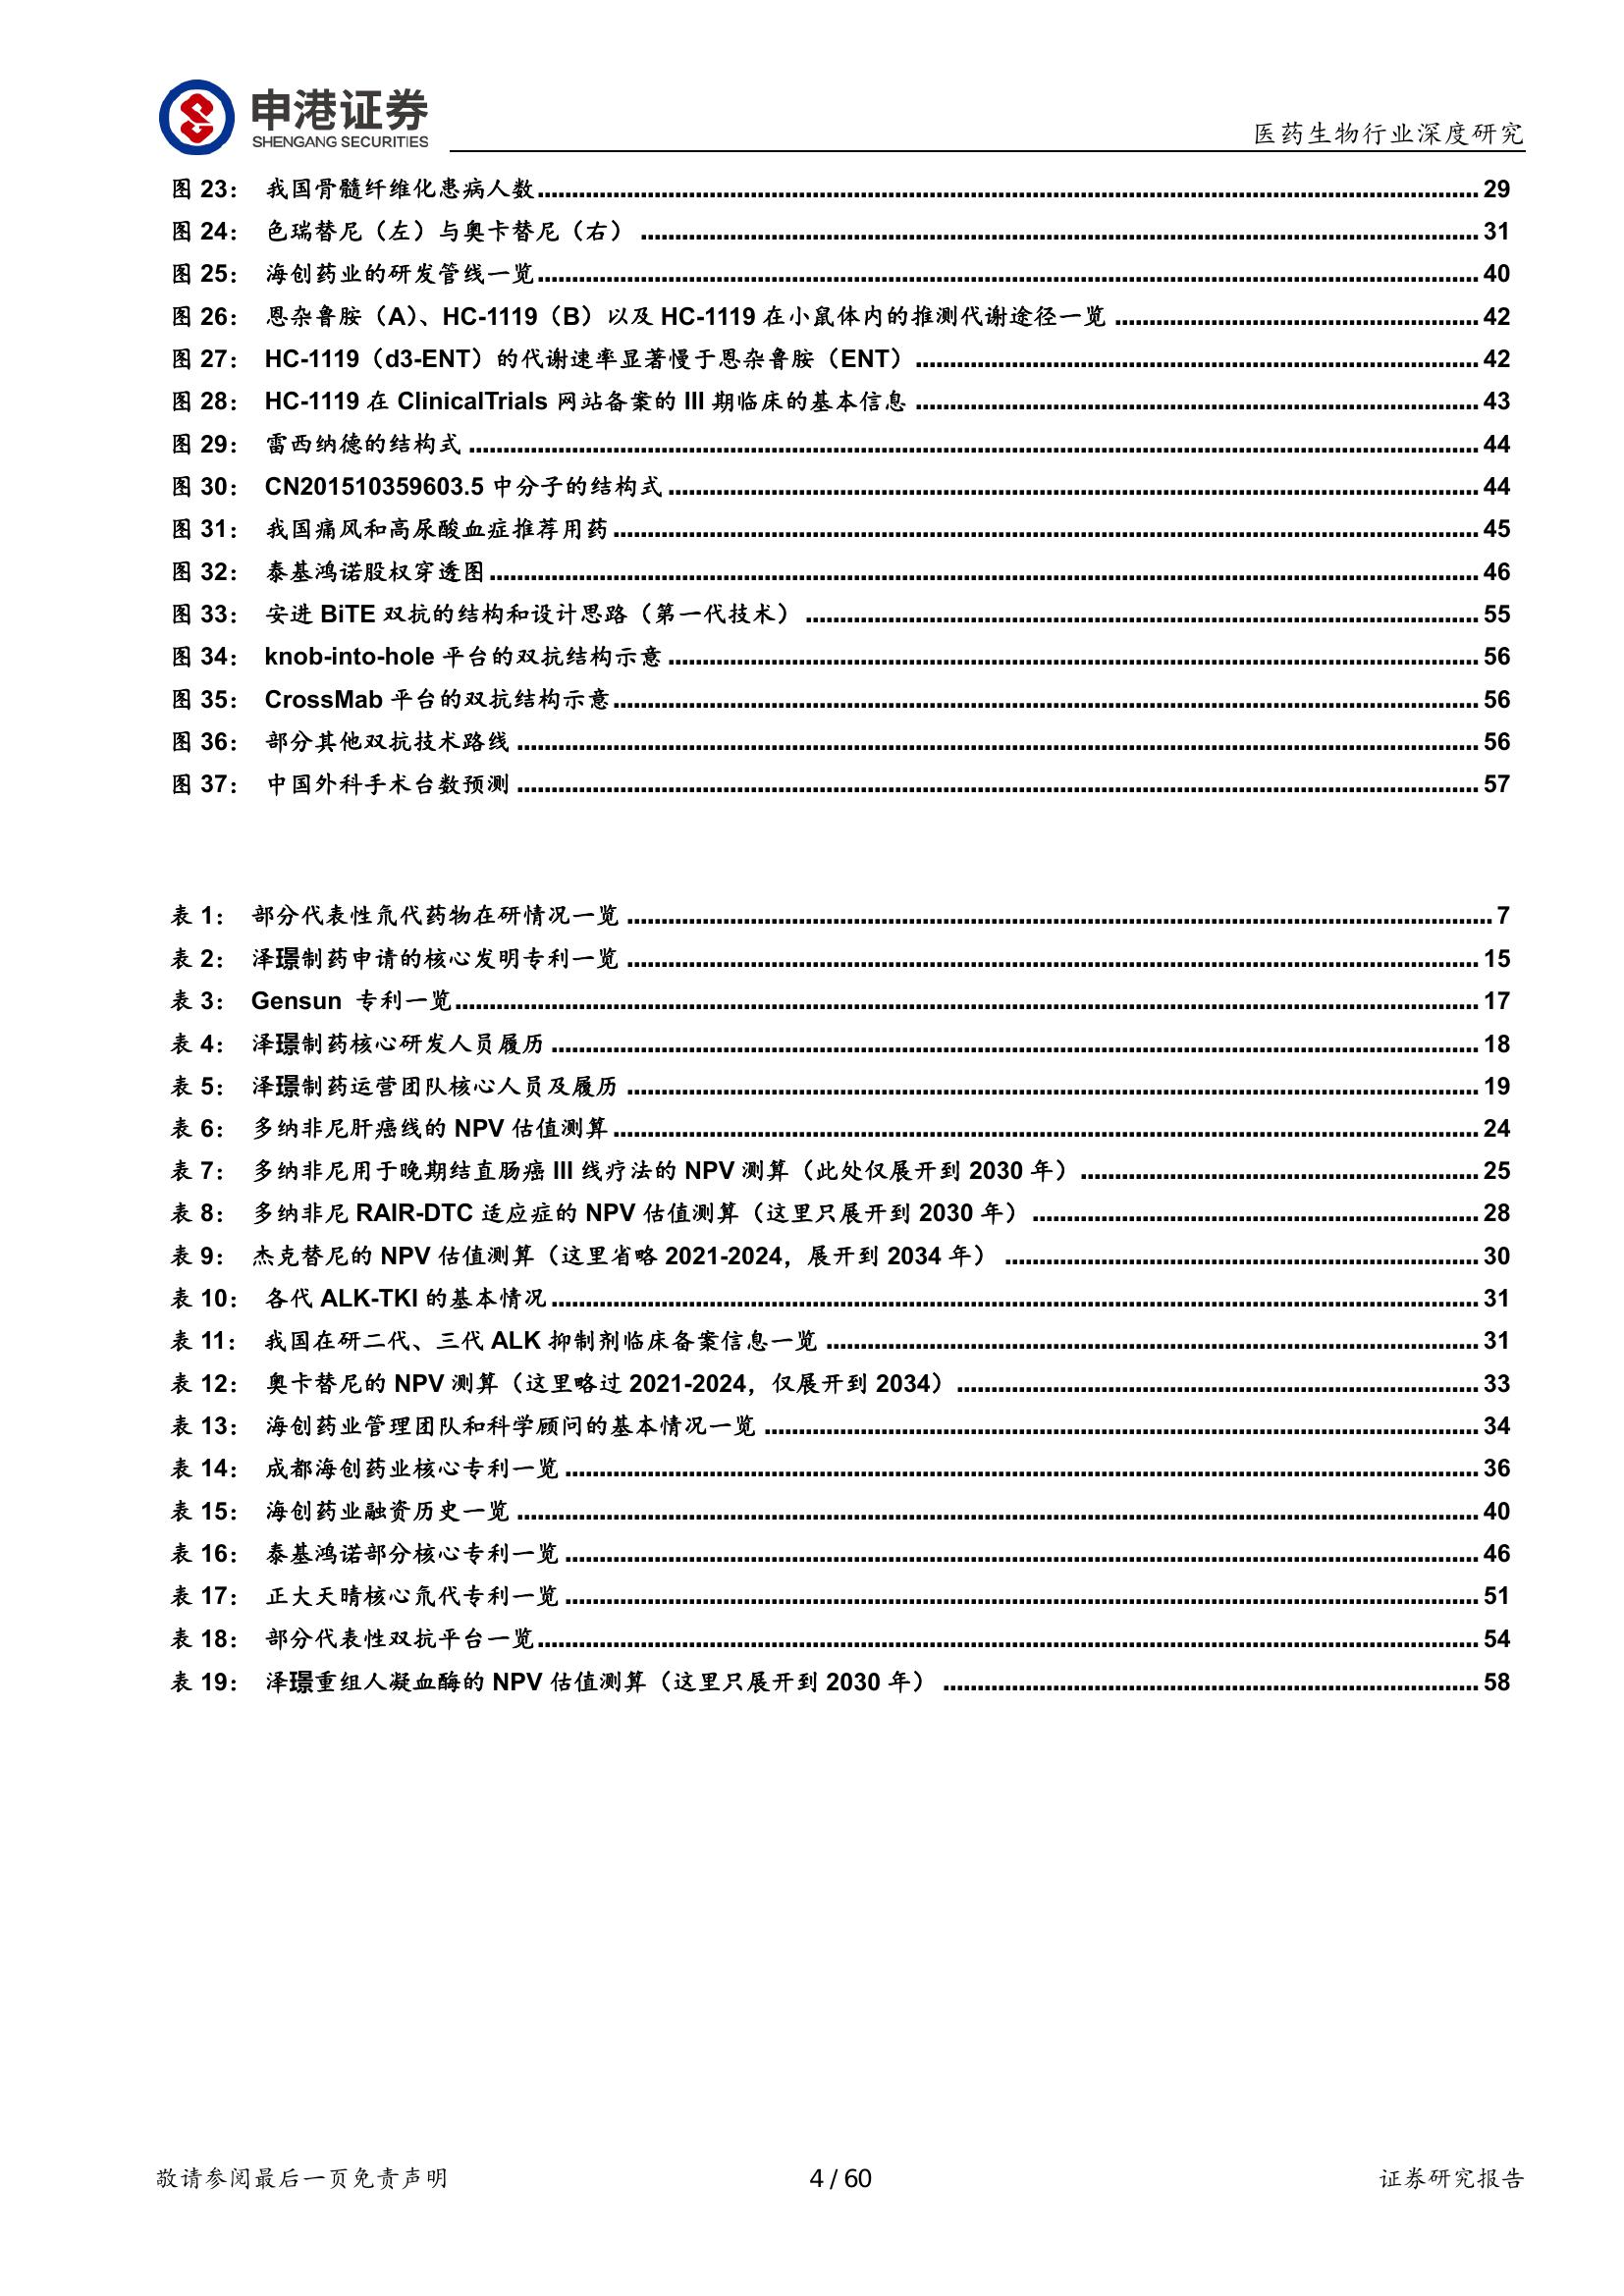 申港证券
SHENGANG SECURITIES
医药生物行业深度研究
图 23： 我国骨髓纤维化患病人数 29
图 24： 色瑞替尼（左）与奥卡替尼（右） 31
图 25： 海创药业的研发管线一览 40
图 26： 恩杂鲁胺（A）、HC-1119（B）以及 HC-1119 在小鼠体内的推测代谢途径一览 42
图 27： HC-1119（d3-ENT）的代谢速率显著慢于恩杂鲁胺（ENT） 42
图 28： HC-1119 在 ClinicalTrials 网站备案的 III 期临床的基本信息 43
图 29： 雷西纳德的结构式 44
图 30： CN201510359603.5 中分子的结构式 44
图 31： 我国痛风和高尿酸血症推荐用药 45
图 32： 泰基鸿诺股权穿透图 46
图 33： 安进 BiTE 双抗的结构和设计思路（第一代技术） 55
图 34： knob-into-hole 平台的双抗结构示意 56
图 35： CrossMab 平台的双抗结构示意 56
图 36： 部分其他双抗技术路线 56
图 37： 中国外科手术台数预测 57
表 1： 部分代表性氘代药物在研情况一览 7
表 2： 泽璟制药申请的核心发明专利一览 15
表 3： Gensun 专利一览 17
表 4： 泽璟制药核心研发人员履历 18
表 5： 泽璟制药运营团队核心人员及履历 19
表 6： 多纳非尼肝癌线的 NPV 估值测算 24
表 7： 多纳非尼用于晚期结直肠癌 III 线疗法的 NPV 测算（此处仅展开到 2030 年） 25
表 8： 多纳非尼 RAIR-DTC 适应症的 NPV 估值测算（这里只展开到 2030 年） 28
表 9： 杰克替尼的 NPV 估值测算（这里省略 2021-2024，展开到 2034 年） 30
表 10： 各代 ALK-TKI 的基本情况 31
表 11： 我国在研二代、三代 ALK 抑制剂临床备案信息一览 31
表 12： 奥卡替尼的 NPV 测算（这里略过 2021-2024，仅展开到 2034） 33
表 13： 海创药业管理团队和科学顾问的基本情况一览 34
表 14： 成都海创药业核心专利一览 36
表 15： 海创药业融资历史一览 40
表 16： 泰基鸿诺部分核心专利一览 46
表 17： 正大天晴核心氘代专利一览 51
表 18： 部分代表性双抗平台一览 54
表 19： 泽璟重组人凝血酶的 NPV 估值测算（这里只展开到 2030 年） 58
敬请参阅最后一页免责声明 4 / 60 证券研究报告